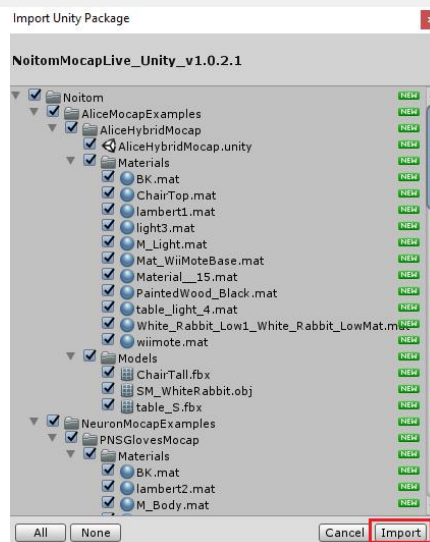 Import Unity Package
NoitomMocapLive_Unity_v1.0.2.1
Noitom NEW
AliceMocapExamples NEW
AliceHybridMocap NEW
AliceHybridMocap.unity NEW
Materials NEW
BK.mat NEW
ChairTop.mat NEW
lambert1.mat NEW
light3.mat NEW
M_Light.mat NEW
Mat_WiiMoteBase.mat NEW
Material__15.mat NEW
PaintedWood_Black.mat NEW
table_light_4.mat NEW
White_Rabbit_Low1_White_Rabbit_LowMat.mat NEW
wiimote.mat NEW
Models NEW
ChairTall.fbx NEW
SM_WhiteRabbit.obj NEW
table_S.fbx NEW
NeuronMocapExamples NEW
PNSGlovesMocap NEW
Materials NEW
BK.mat NEW
lambert2.mat NEW
M_Body.mat NEW
All None Cancel Import